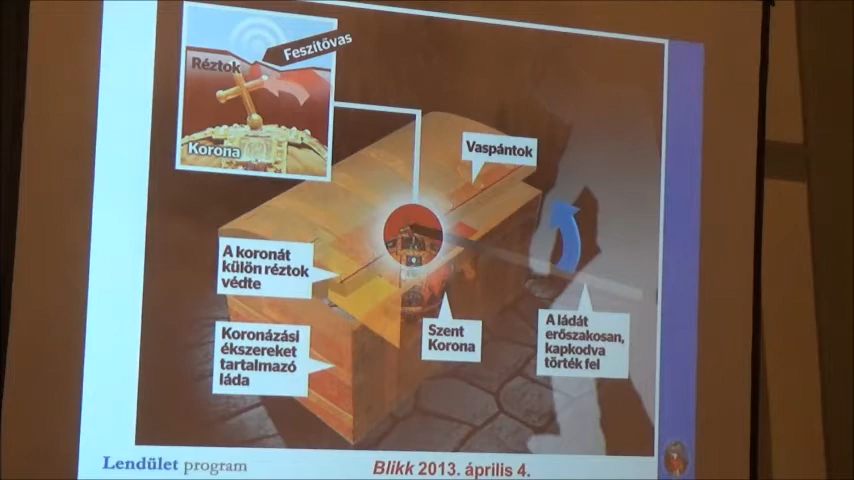 Feszítővas
Réztok
Korona
Vaspántok
A koronát
külön réztok
védte
Koronázási
ékszereket
tartalmazó
láda
Szent
Korona
A ládát
erőszakosan,
kapkodva
törték fel
Lendület program
Blikk 2013. április 4.